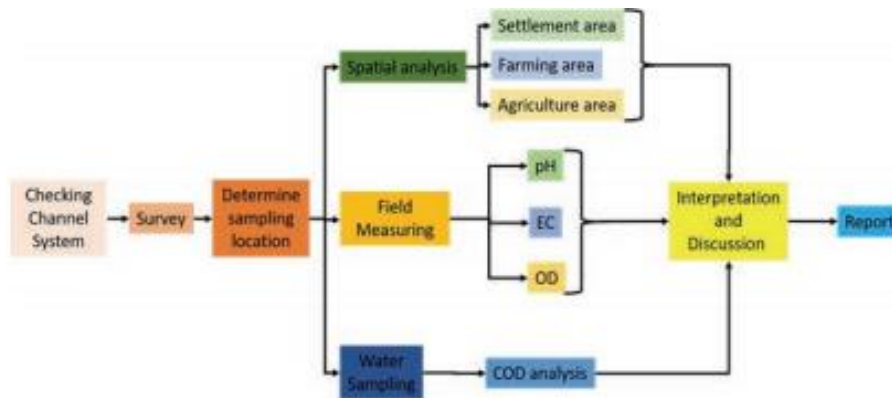 Settlement area
Spatial analysis
Farming area
Agriculture area
Checking
Channel
System
Survey
Determine
sampling
location
Field
Measuring
pH
EC
OD
Interpretation
and
Discussion
Report
Water
Sampling
COD analysis